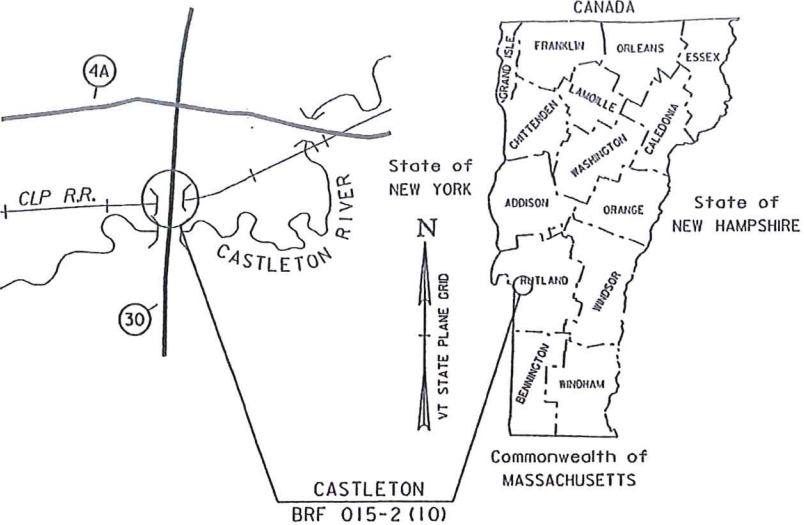 CANADA
4A
CLP R.R.
CASTLETON RIVER
30
State of
NEW YORK
N
VT STATE PLANE GRID
GRAND ISLE
FRANKLIN
ORLEANS
ESSEX
LAMOILLE
CHITTENDEN
WASHINGTON
CALEDONIA
ADDISON
ORANGE
State of
NEW HAMPSHIRE
RUTLAND
WINDSOR
BENNINGTON
WINDHAM
Commonwealth of
MASSACHUSETTS
CASTLETON
BRF 015-2 (10)